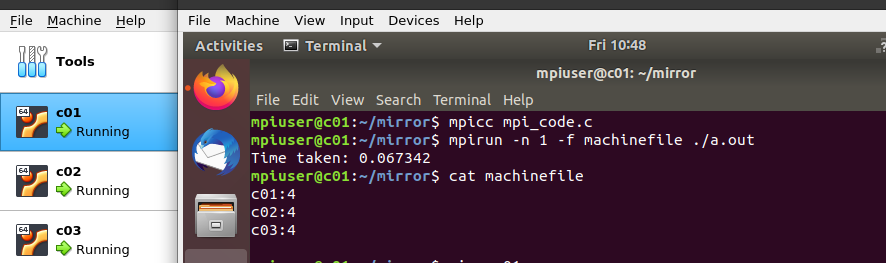 File Machine Help
Tools
64
c01
Running
64
c02
Running
64
c03
Running
File Machine View Input Devices Help
Activities Terminal Fri 10:48
mpiuser@c01: ~/mirror
File Edit View Search Terminal Help
mpiuser@c01:~/mirror$ mpicc mpi_code.c
mpiuser@c01:~/mirror$ mpirun -n 1 -f machinefile ./a.out
Time taken: 0.067342
mpiuser@c01:~/mirror$ cat machinefile
c01:4
c02:4
c03:4